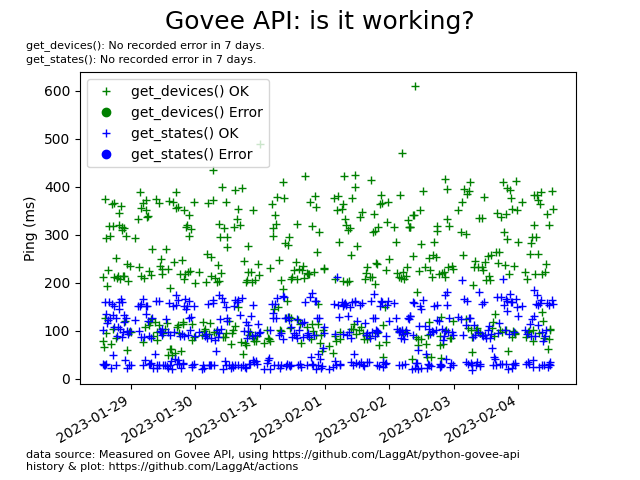 Govee API: is it working?
get_devices(): No recorded error in 7 days.
get_states(): No recorded error in 7 days.
get_devices() OK
get_devices() Error
get_states() OK
get_states() Error
Ping (ms)
600
500
400
300
200
100
0
2023-01-29
2023-01-30
2023-01-31
2023-02-01
2023-02-02
2023-02-03
2023-02-04
data source: Measured on Govee API, using https://github.com/LaggAt/python-govee-api
history & plot: https://github.com/LaggAt/actions